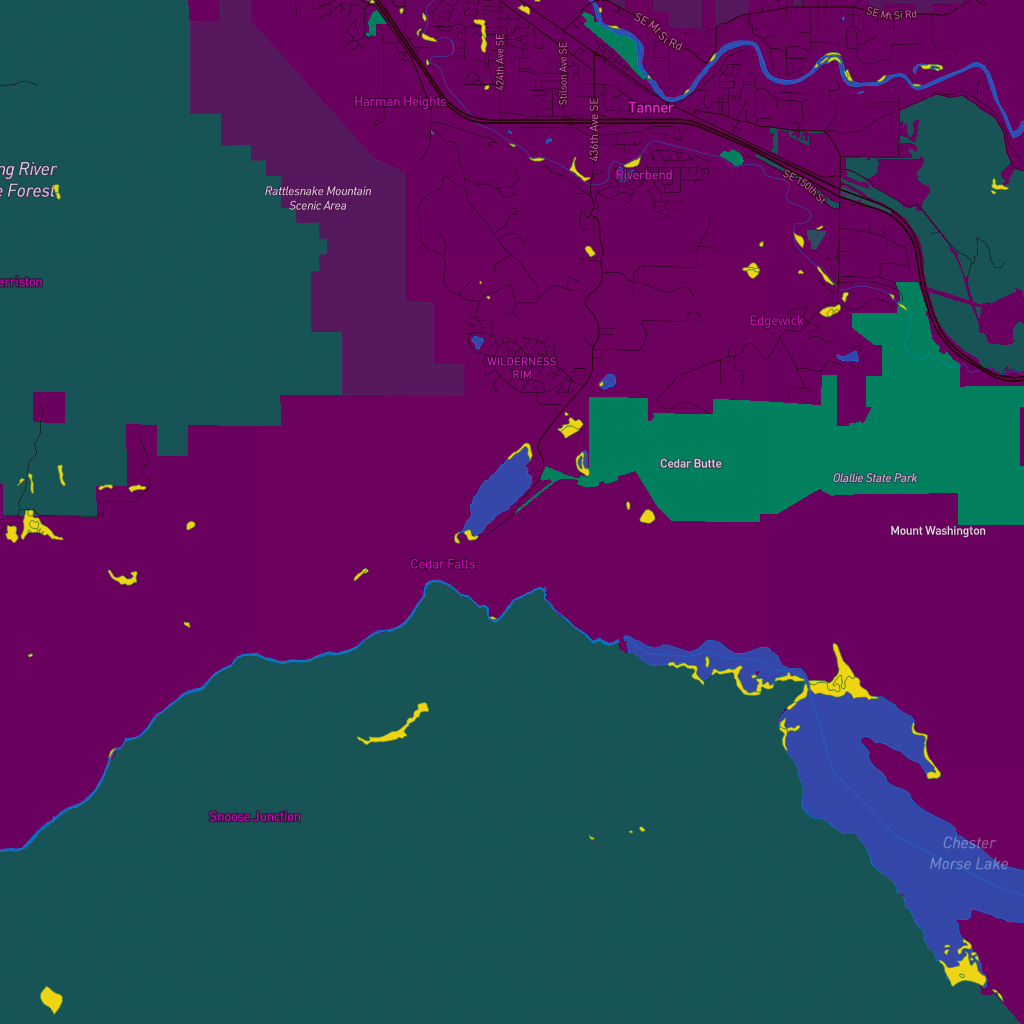 SE Mt Si Rd
SE Mt Si Rd
424th Ave SE
Stilson Ave SE
Harman Heights
Tanner
436th Ave SE
ng River
e Forest
Rattlesnake Mountain
Scenic Area
Riverbend
SE 150th St
erriston
Edgewick
WILDERNESS
RIM
Cedar Butte
Olallie State Park
Mount Washington
Cedar Falls
Snoose Junction
Chester
Morse Lake